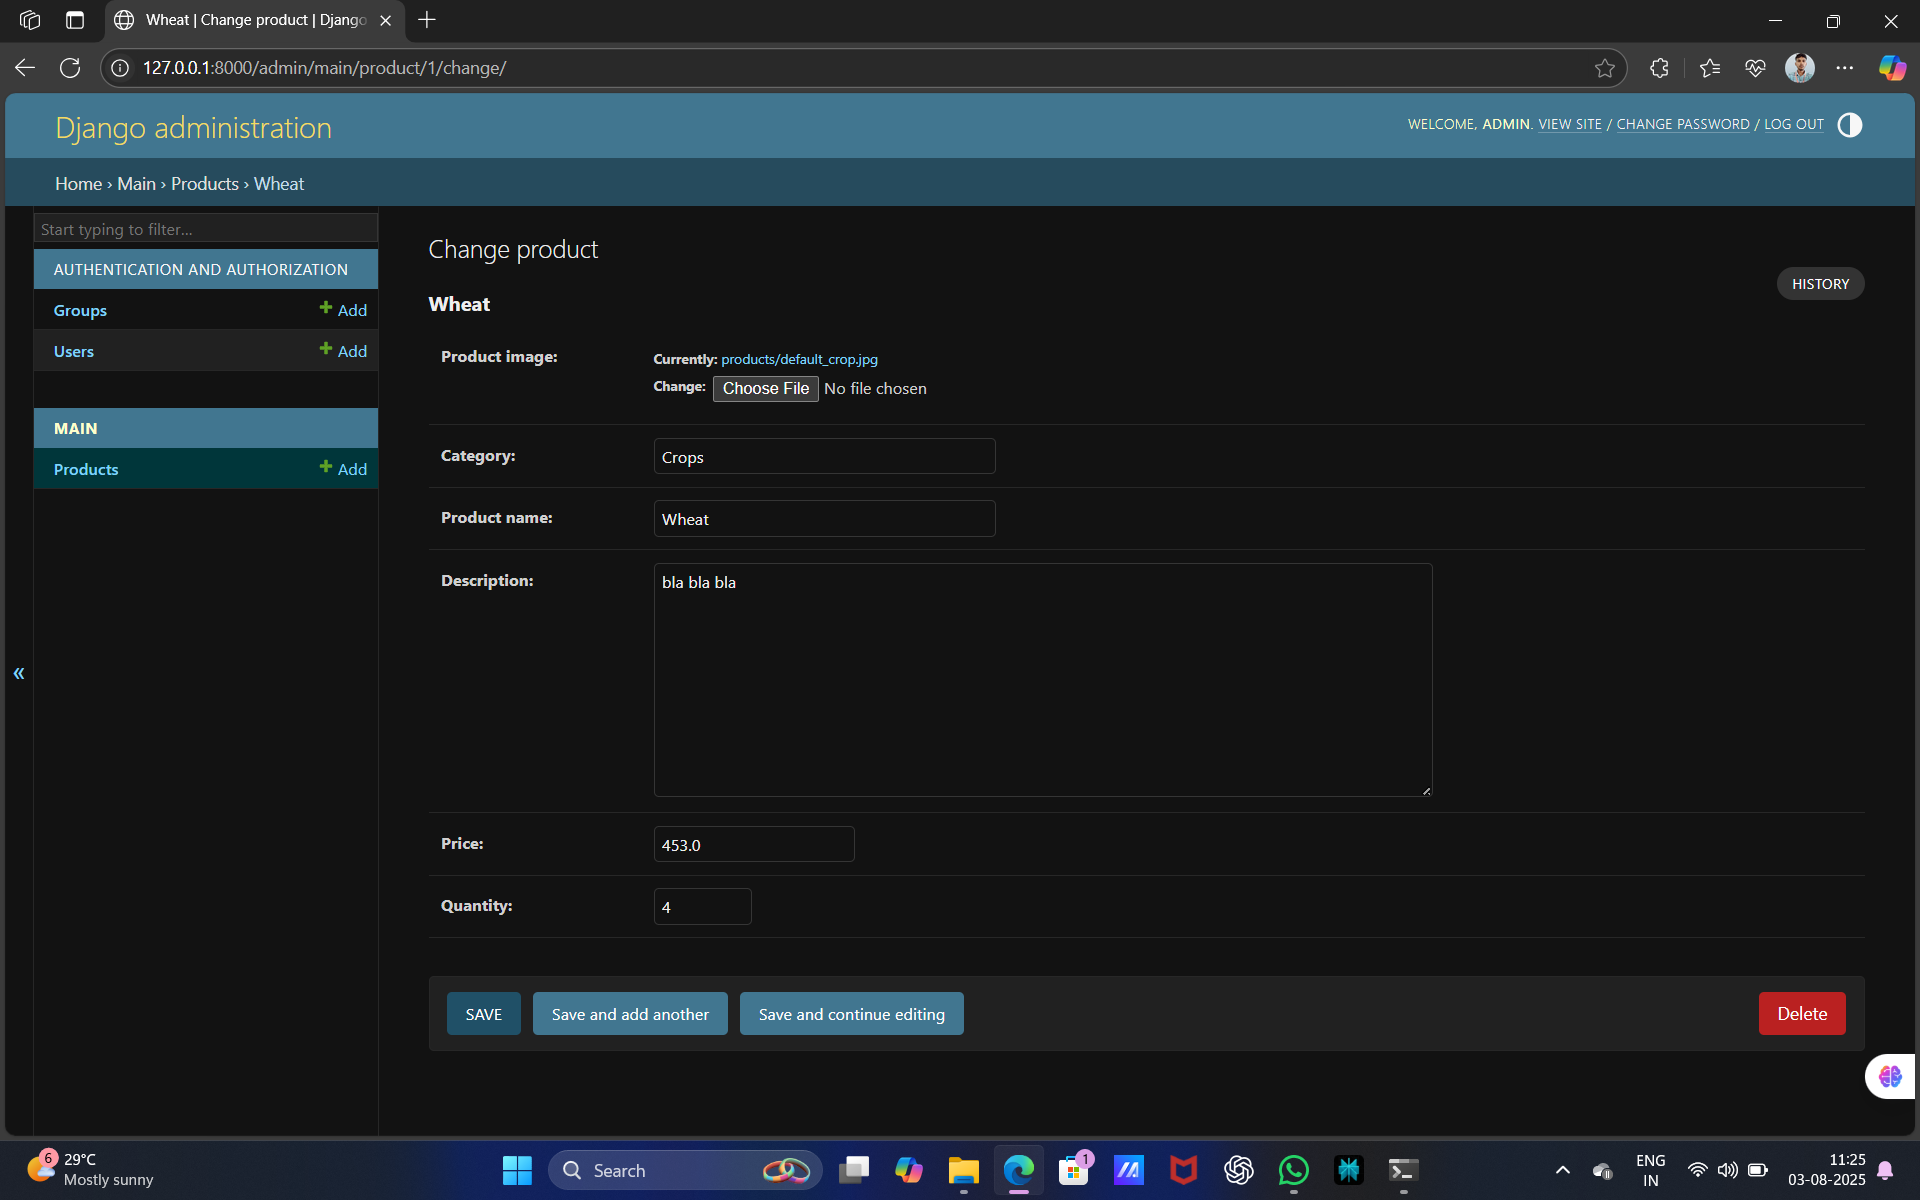 Wheat | Change product | Django
127.0.0.1:8000/admin/main/product/1/change/
Django administration
WELCOME, ADMIN. VIEW SITE / CHANGE PASSWORD / LOG OUT
Home › Main › Products › Wheat
Start typing to filter...
AUTHENTICATION AND AUTHORIZATION
Groups + Add
Users + Add
MAIN
Products + Add
«
Change product
HISTORY
Wheat
Product image:
Currently: products/default_crop.jpg
Change: Choose File No file chosen
Category: Crops
Product name: Wheat
Description: bla bla bla
Price: 453.0
Quantity: 4
SAVE Save and add another Save and continue editing Delete
6
29°C
Mostly sunny
Search
1
ENG
IN
11:25
03-08-2025